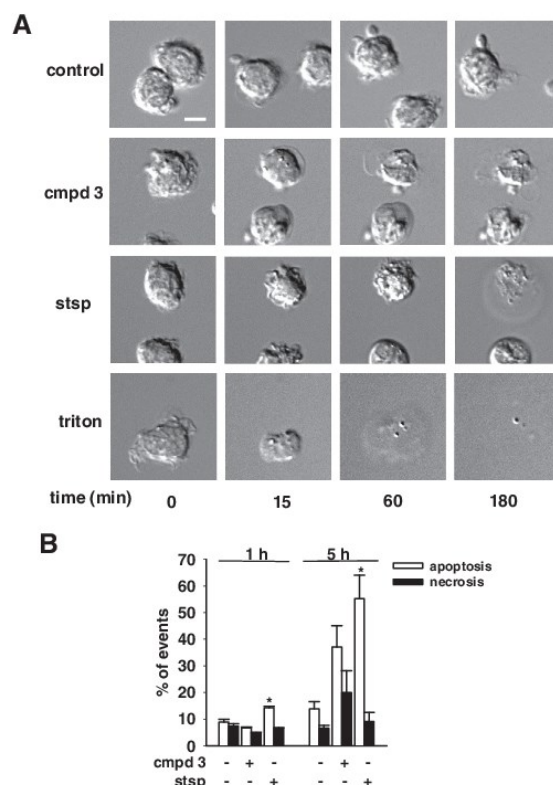 A
control
cmpd 3
stsp
triton
time (min) 0 15 60 180
B
1 h 5 h
apoptosis
necrosis
% of events
70
60
50
40
30
20
10
0
* *
cmpd 3 - + - - + -
stsp - - + - - +